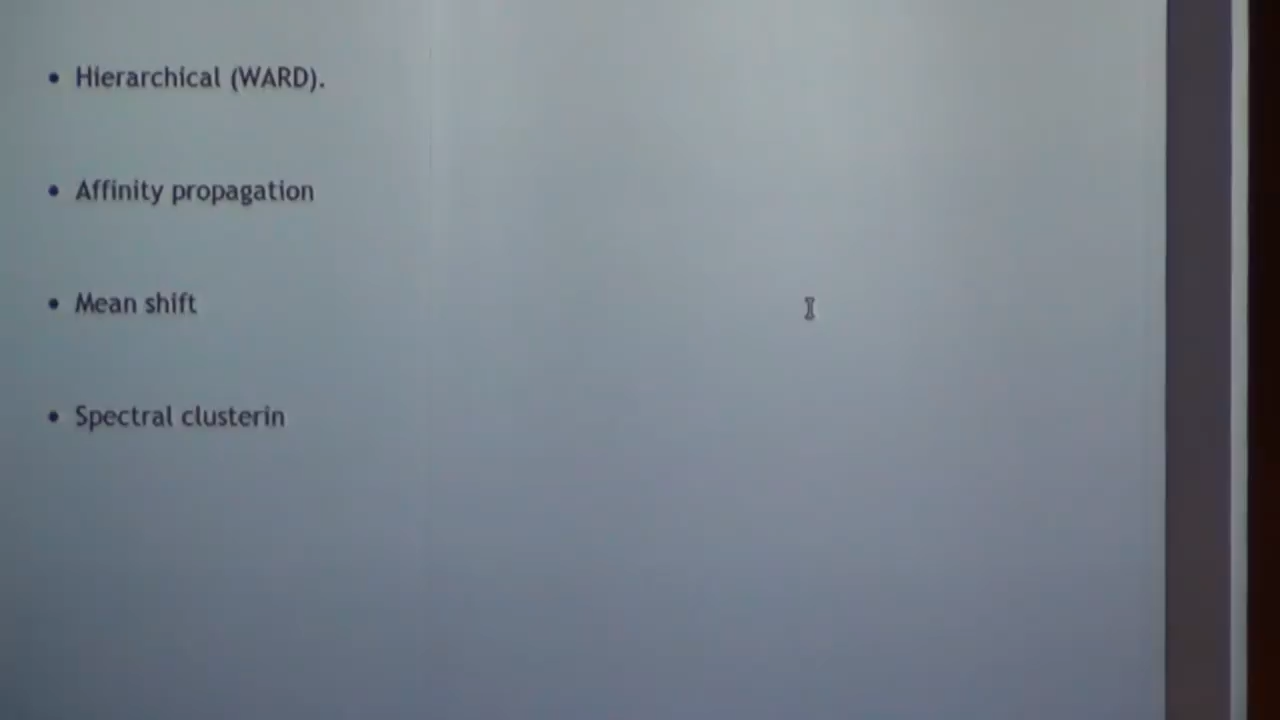 • Hierarchical (WARD).
• Affinity propagation
• Mean shift
• Spectral clusterin